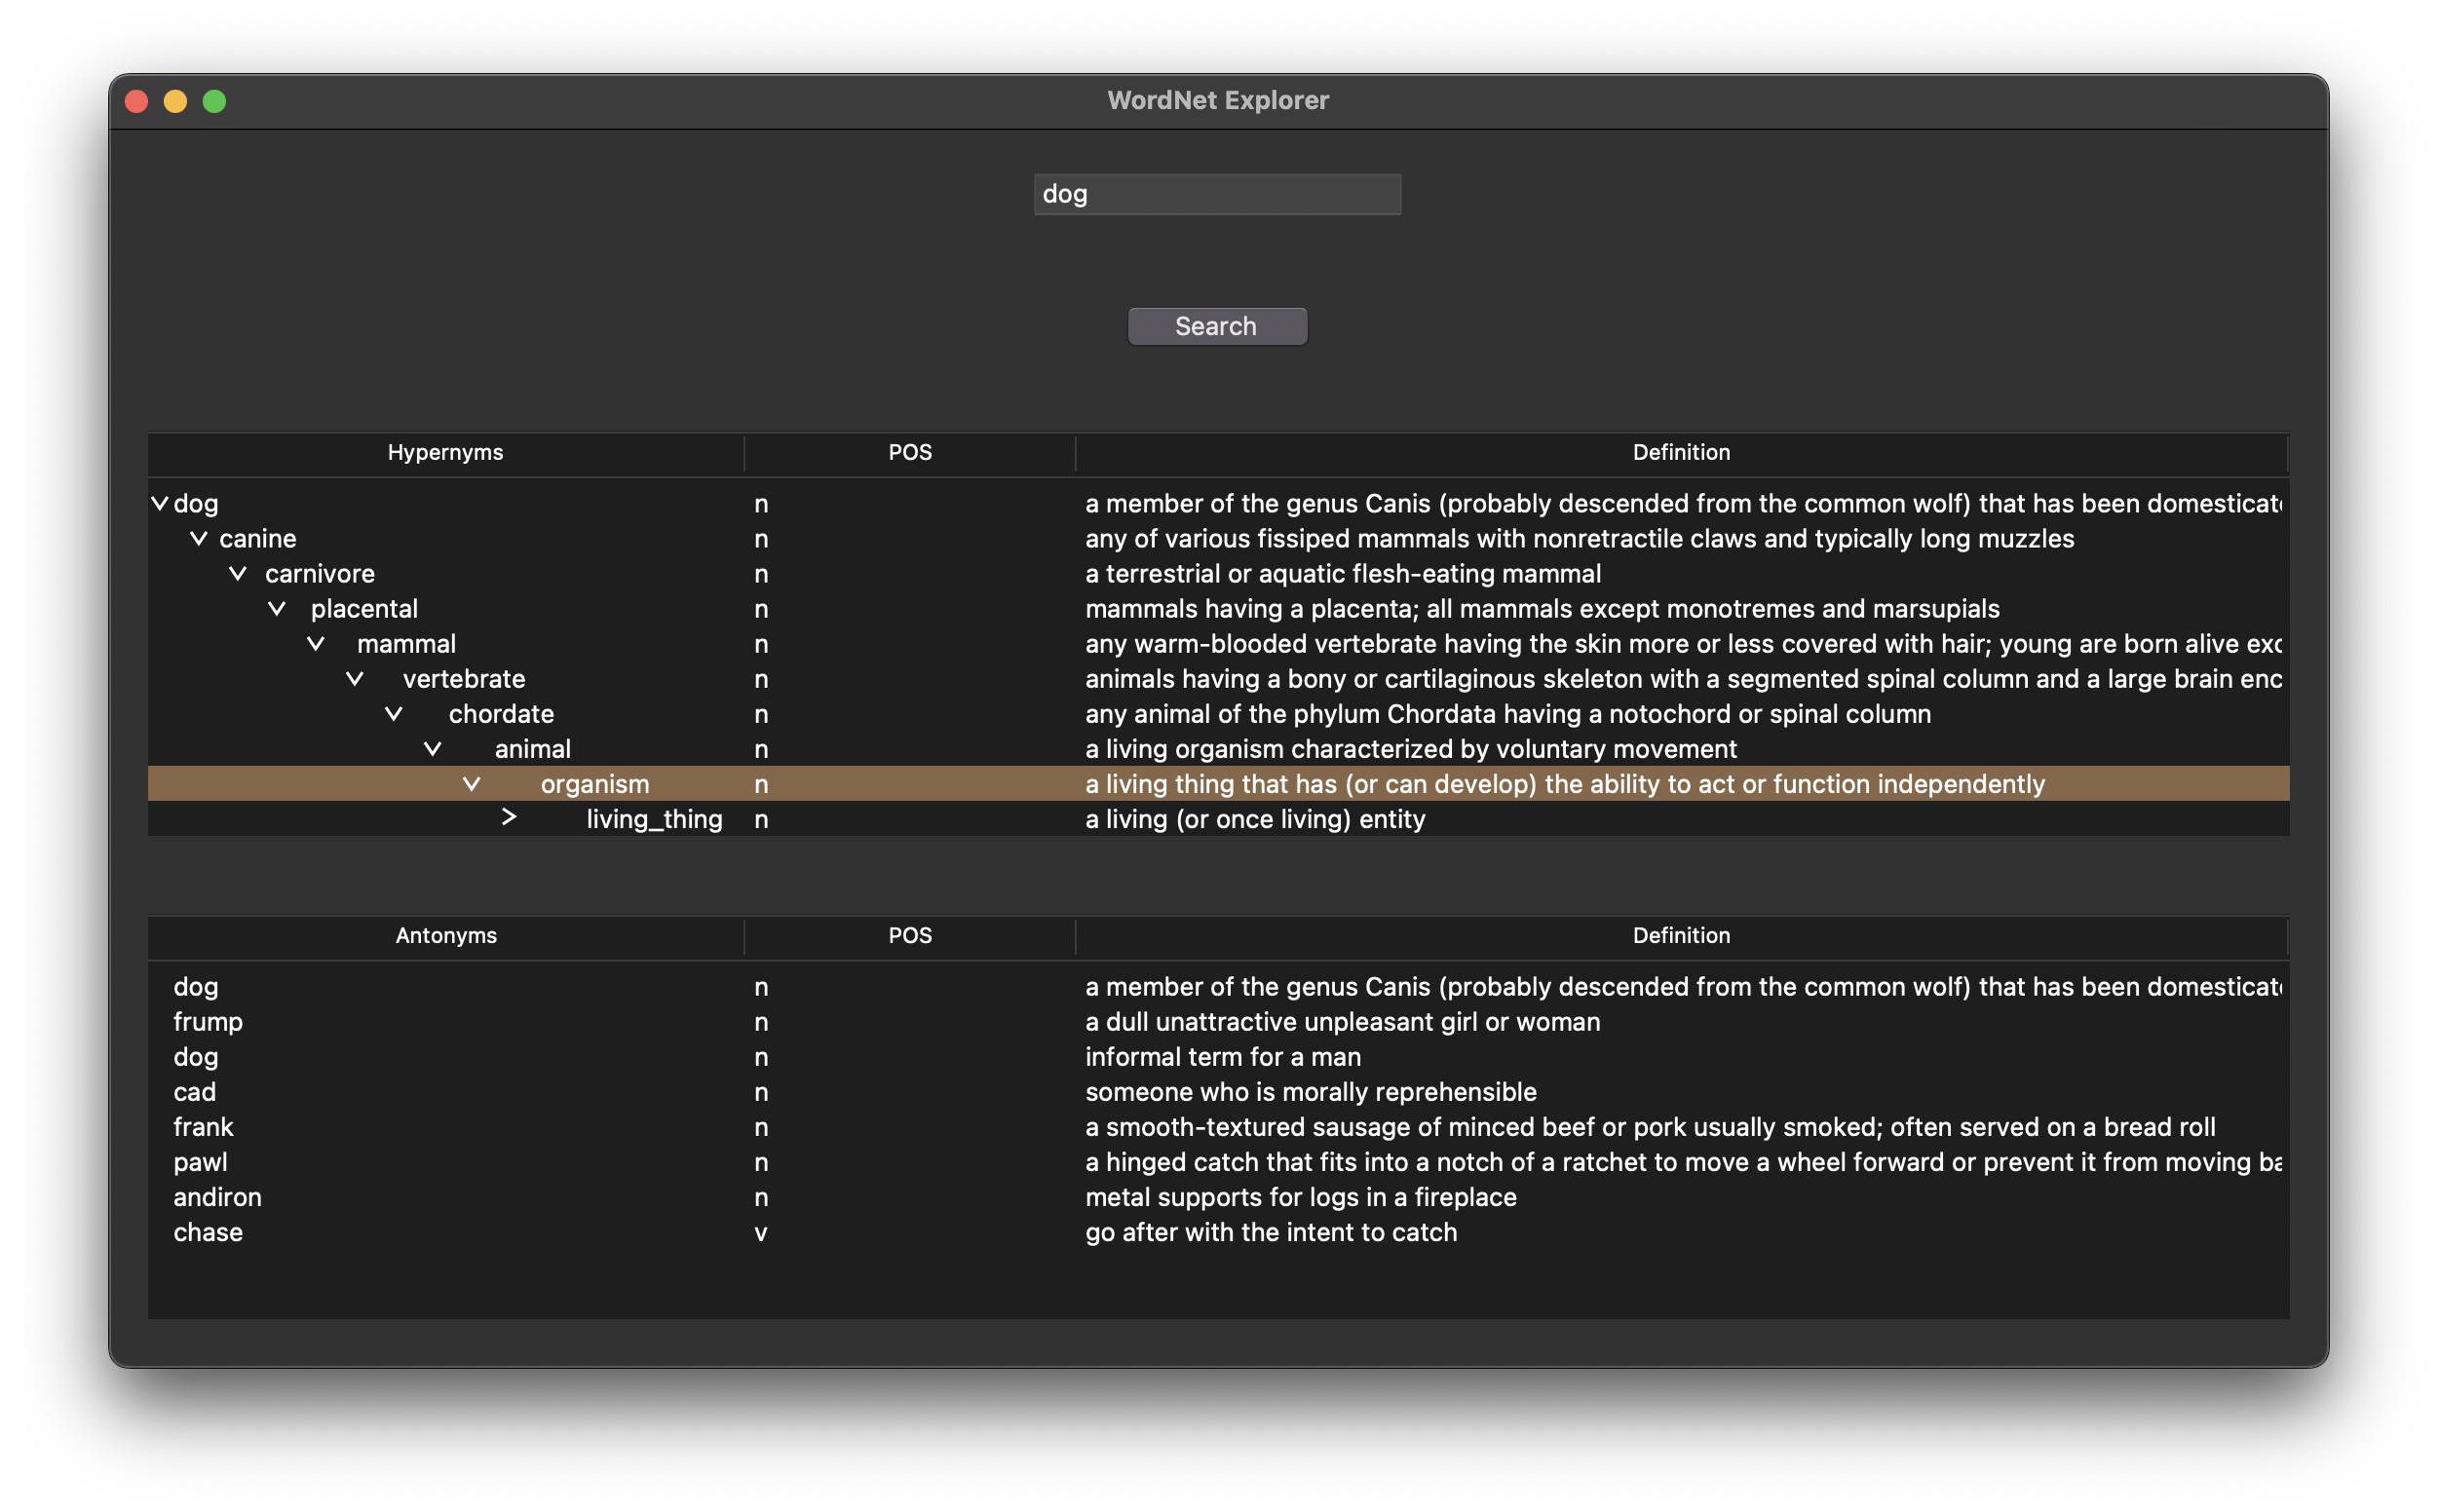 WordNet Explorer
dog
Search
Hypernyms POS Definition
dog n a member of the genus Canis (probably descended from the common wolf) that has been domesticat
canine n any of various fissiped mammals with nonretractile claws and typically long muzzles
carnivore n a terrestrial or aquatic flesh-eating mammal
placental n mammals having a placenta; all mammals except monotremes and marsupials
mammal n any warm-blooded vertebrate having the skin more or less covered with hair; young are born alive exc
vertebrate n animals having a bony or cartilaginous skeleton with a segmented spinal column and a large brain enc
chordate n any animal of the phylum Chordata having a notochord or spinal column
animal n a living organism characterized by voluntary movement
organism n a living thing that has (or can develop) the ability to act or function independently
living_thing n a living (or once living) entity
Antonyms POS Definition
dog n a member of the genus Canis (probably descended from the common wolf) that has been domesticat
frump n a dull unattractive unpleasant girl or woman
dog n informal term for a man
cad n someone who is morally reprehensible
frank n a smooth-textured sausage of minced beef or pork usually smoked; often served on a bread roll
pawl n a hinged catch that fits into a notch of a ratchet to move a wheel forward or prevent it from moving ba
andiron n metal supports for logs in a fireplace
chase v go after with the intent to catch